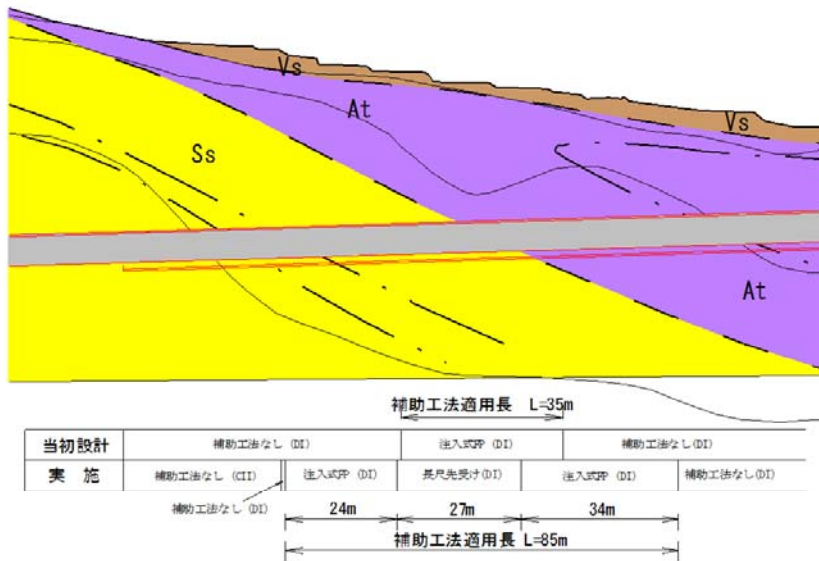 Vs
At
Vs
Ss
At
補助工法適用長 L=35m
当初設計 補助工法なし (DI) 注入式FP (DI) 補助工法なし(DI)
実 施 補助工法なし (CII) 注入式FP (DI) 長尺先受け(DI) 注入式FP (DI) 補助工法なし(DI)
補助工法なし (DI) 24m 27m 34m
補助工法適用長 L=85m